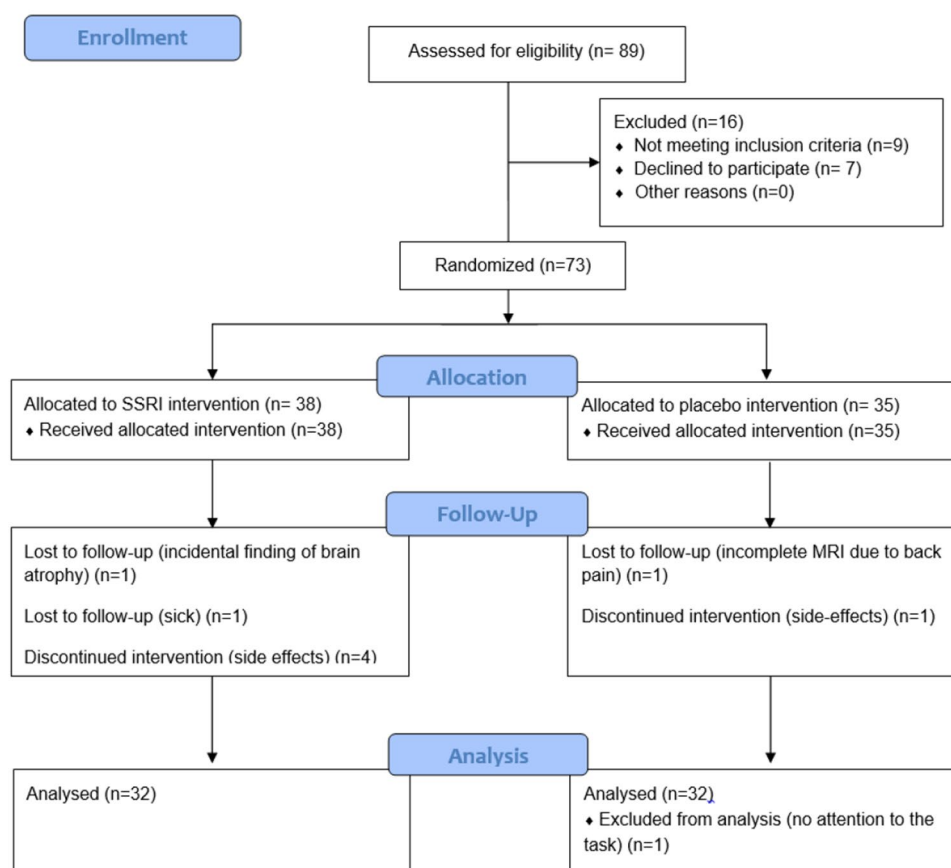 Enrollment
Assessed for eligibility (n= 89)
Excluded (n=16)
♦ Not meeting inclusion criteria (n=9)
♦ Declined to participate (n= 7)
♦ Other reasons (n=0)
Randomized (n=73)
Allocation
Allocated to SSRI intervention (n= 38)
♦ Received allocated intervention (n=38)
Allocated to placebo intervention (n= 35)
♦ Received allocated intervention (n=35)
Follow-Up
Lost to follow-up (incidental finding of brain
atrophy) (n=1)
Lost to follow-up (sick) (n=1)
Discontinued intervention (side effects) (n=4)
Lost to follow-up (incomplete MRI due to back
pain) (n=1)
Discontinued intervention (side-effects) (n=1)
Analysis
Analysed (n=32)
Analysed (n=32)
♦ Excluded from analysis (no attention to the
task) (n=1)